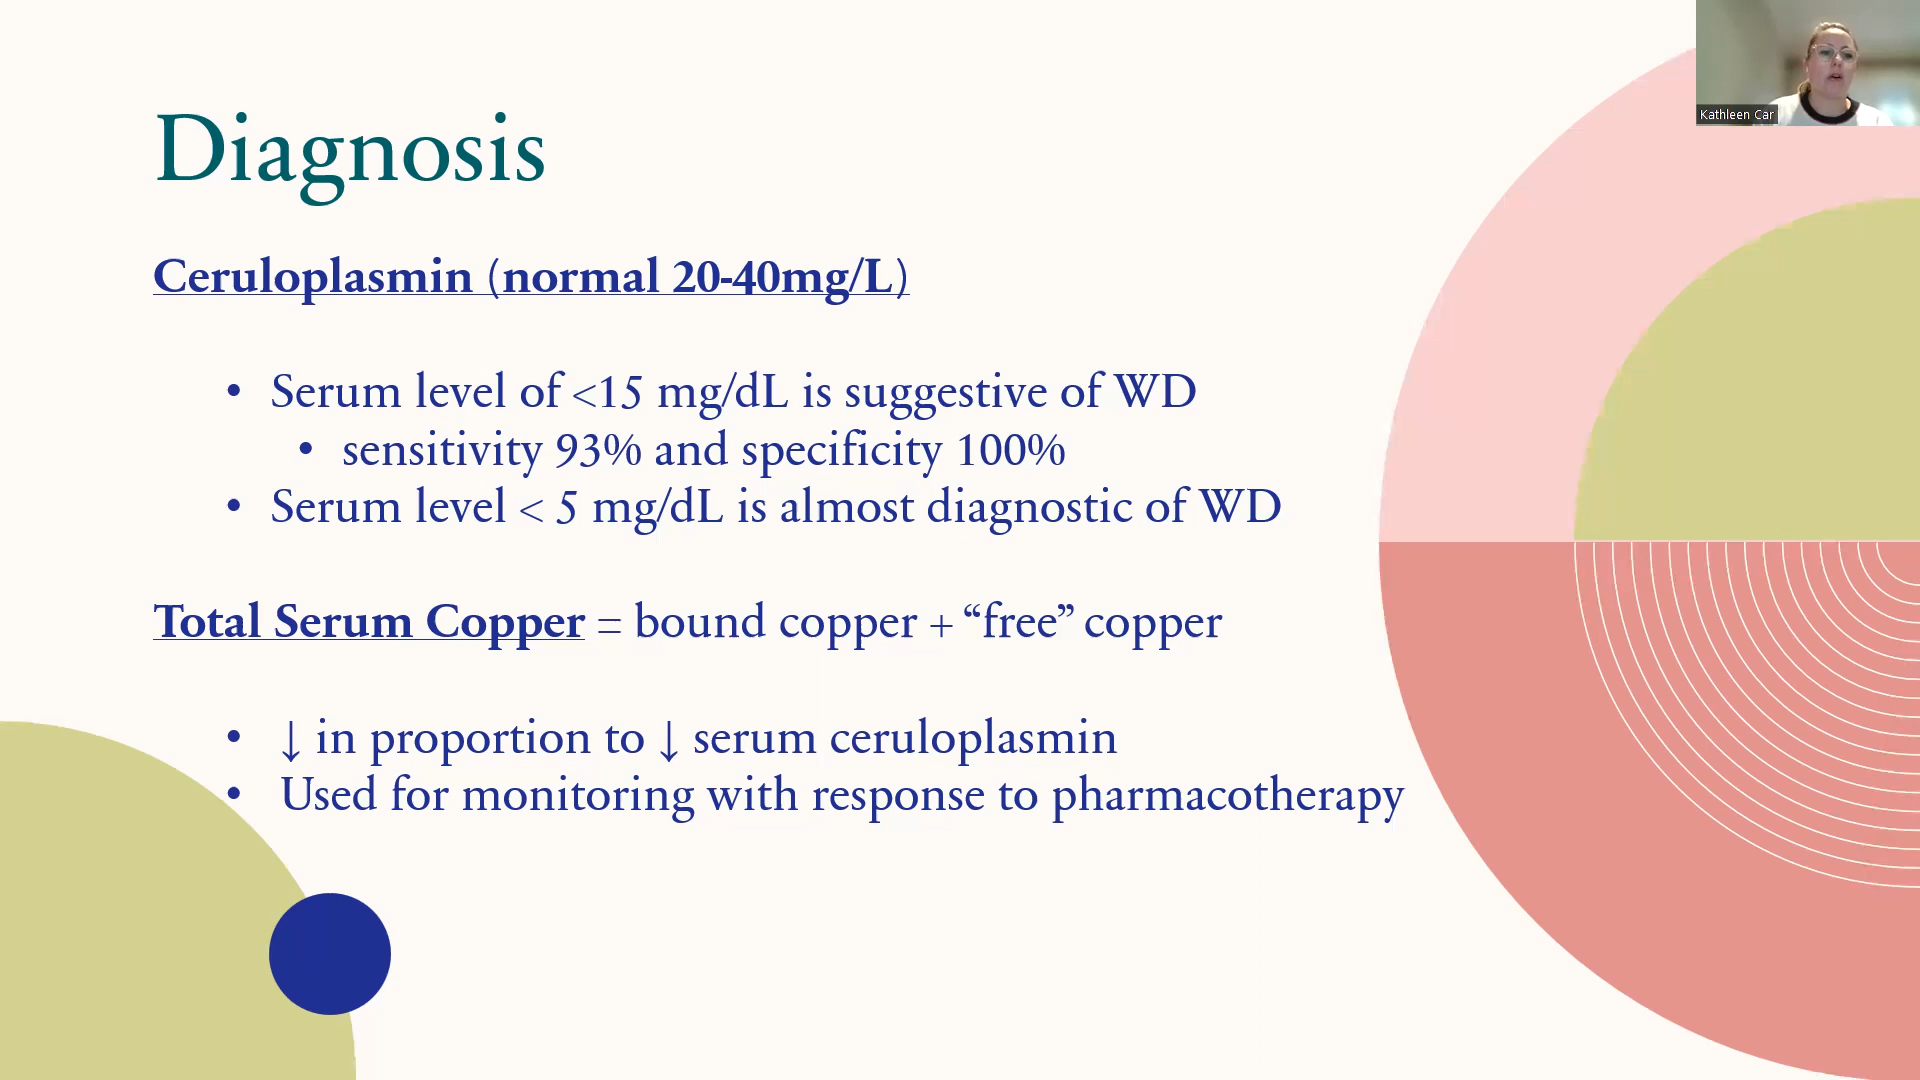 Kathleen Car
Diagnosis
Ceruloplasmin (normal 20-40mg/L)
• Serum level of <15 mg/dL is suggestive of WD
• sensitivity 93% and specificity 100%
• Serum level < 5 mg/dL is almost diagnostic of WD
Total Serum Copper = bound copper + “free” copper
• ↓ in proportion to ↓ serum ceruloplasmin
• Used for monitoring with response to pharmacotherapy